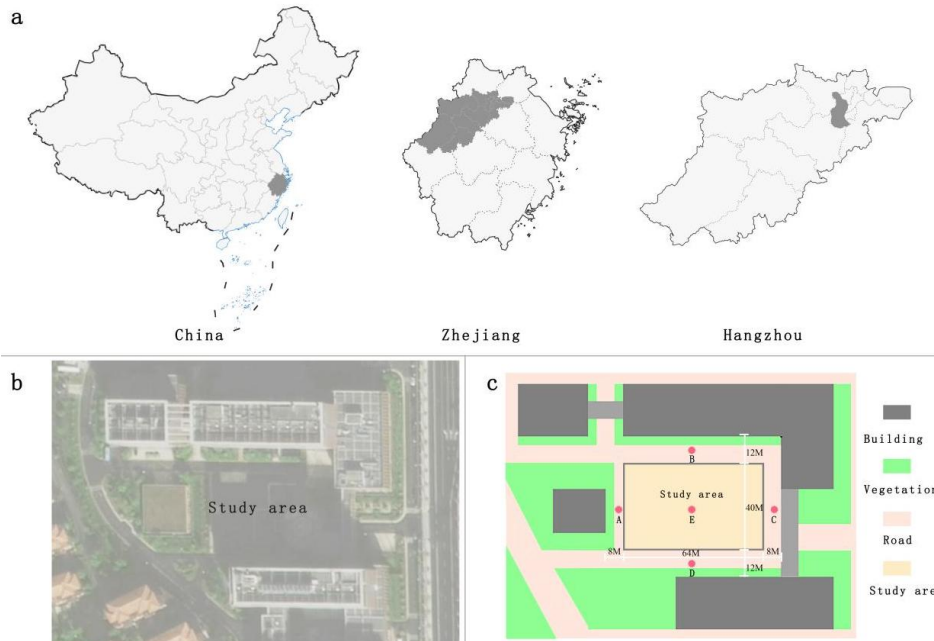 a
China
Zhejiang
Hangzhou
b
Study area
c
B
12M
Study area
A
E
40M
C
8M
64M
8M
D
12M
Building
Vegetation
Road
Study are